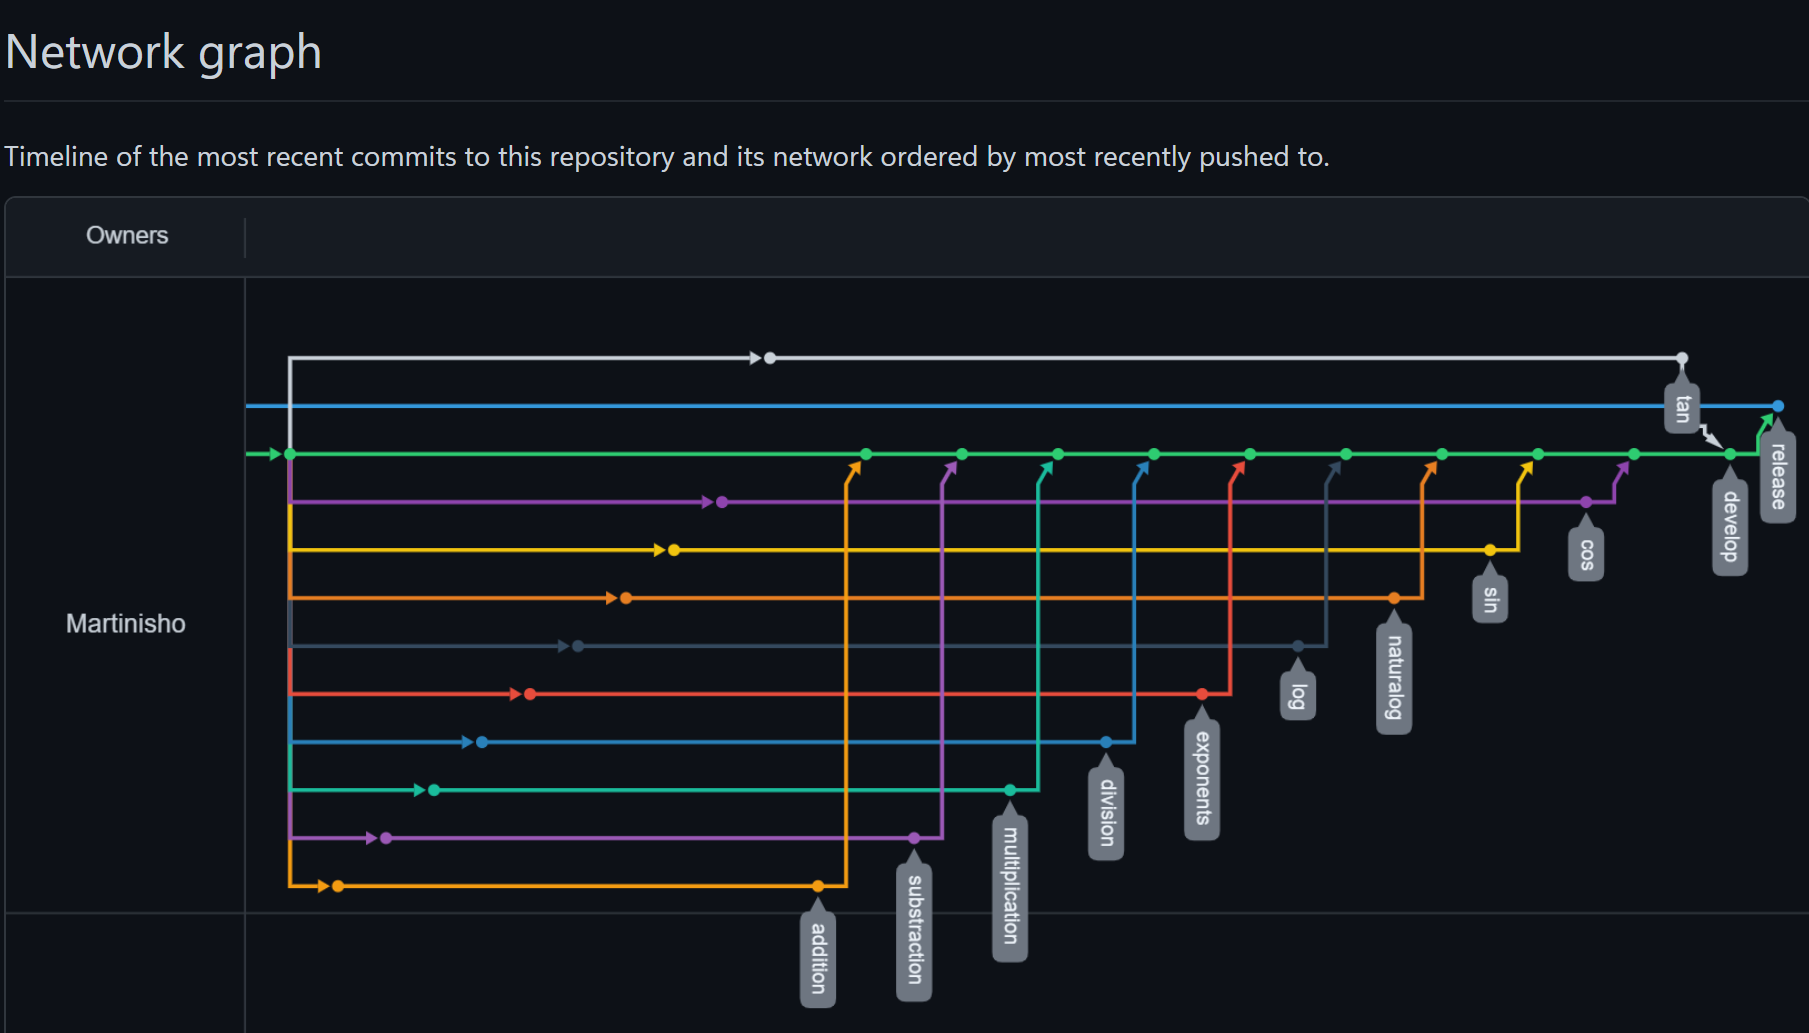 Network graph
Timeline of the most recent commits to this repository and its network ordered by most recently pushed to.
Owners
Martinisho
tan
release
develop
cos
sin
naturalog
log
exponents
division
multiplication
substraction
addition